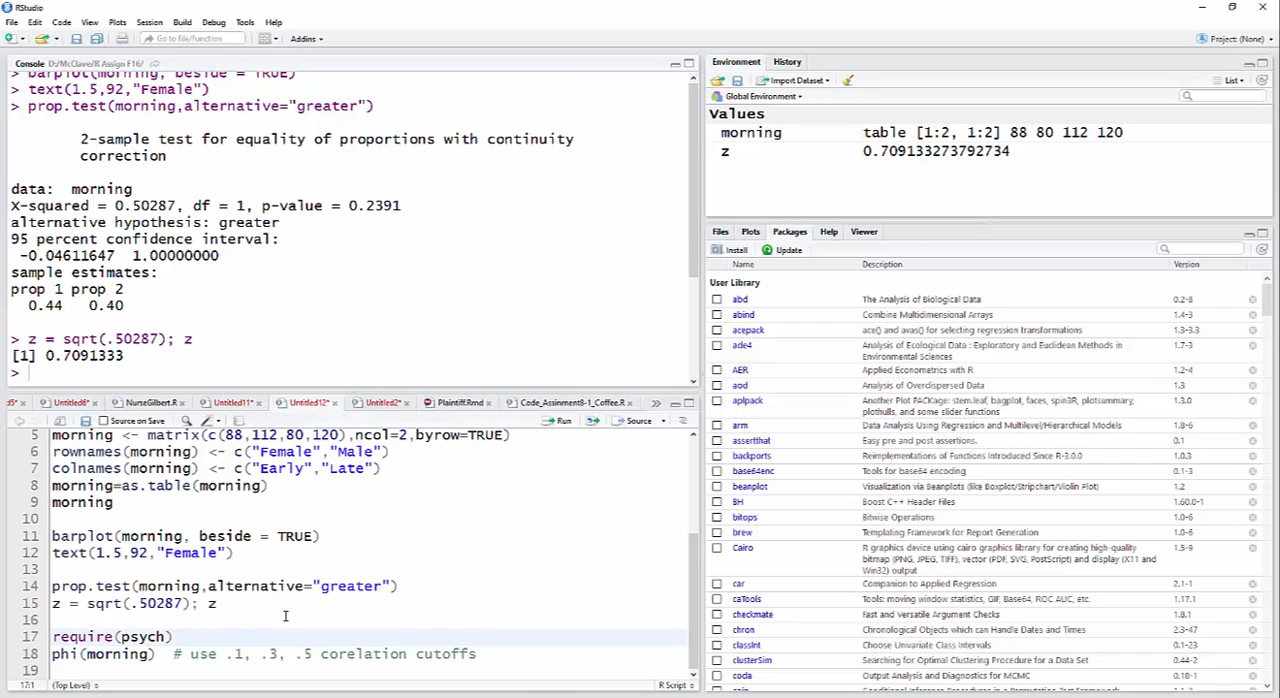 RStudio
File Edit Code View Plots Session Build Debug Tools Help
Go to file/function Addins Project: (None)
Console D:/McClave/R Assign F16/
> barplot(morning, beside = TRUE)
> text(1.5,92,"Female")
> prop.test(morning,alternative="greater")
2-sample test for equality of proportions with continuity
correction
data: morning
X-squared = 0.50287, df = 1, p-value = 0.2391
alternative hypothesis: greater
95 percent confidence interval:
-0.04611647 1.00000000
sample estimates:
prop 1 prop 2
0.44 0.40
> z = sqrt(.50287); z
[1] 0.7091333
>
d5* Untitled6* NurseGilbert.R Untitled11* Untitled12* Untitled2* Plaintiff.Rmd Code_Assinment8-1_Coffee.R
Source on Save Run Source
5 morning <- matrix(c(88,112,80,120),ncol=2,byrow=TRUE)
6 rownames(morning) <- c("Female","Male")
7 colnames(morning) <- c("Early","Late")
8 morning=as.table(morning)
9 morning
10
11 barplot(morning, beside = TRUE)
12 text(1.5,92,"Female")
13
14 prop.test(morning,alternative="greater")
15 z = sqrt(.50287); z
16
17 require(psych)
18 phi(morning) # use .1, .3, .5 corelation cutoffs
19
17:1 (Top Level) R Script
Environment History
Import Dataset List
Global Environment
Values
morning table [1:2, 1:2] 88 80 112 120
z 0.709133273792734
Files Plots Packages Help Viewer
Install Update
Name Description Version
User Library
abd The Analysis of Biological Data 0.2-8
abind Combine Multidimensional Arrays 1.4-3
acepack ace() and avas() for selecting regression transformations 1.3-3.3
ade4 Analysis of Ecological Data : Exploratory and Euclidean Methods in 1.7-3
Environmental Sciences
AER Applied Econometrics with R 1.2-4
aod Analysis of Overdispersed Data 1.3
aplpack Another Plot PACKage: stem.leaf, bagplot, faces, spin3R, plotsummary, 1.3.0
plothulls, and some slider functions
arm Data Analysis Using Regression and Multilevel/Hierarchical Models 1.8-6
assertthat Easy pre and post assertions. 0.1
backports Reimplementations of Functions Introduced Since R-3.0.0 1.0.3
base64enc Tools for base64 encoding 0.1-3
beanplot Visualization via Beanplots (like Boxplot/Stripchart/Violin Plot) 1.2
BH Boost C++ Header Files 1.60.0-1
bitops Bitwise Operations 1.0-6
brew Templating Framework for Report Generation 1.0-6
Cairo R graphics device using cairo graphics library for creating high-quality 1.5-9
bitmap (PNG, JPEG, TIFF), vector (PDF, SVG, PostScript) and display (X11 and
Win32) output
car Companion to Applied Regression 2.1-1
caTools Tools: moving window statistics, GIF, Base64, ROC AUC, etc. 1.17.1
checkmate Fast and Versatile Argument Checks 1.8.1
chron Chronological Objects which can Handle Dates and Times 2.3-47
classInt Choose Univariate Class Intervals 0.1-23
clusterSim Searching for Optimal Clustering Procedure for a Data Set 0.44-2
coda Output Analysis and Diagnostics for MCMC 0.18-1